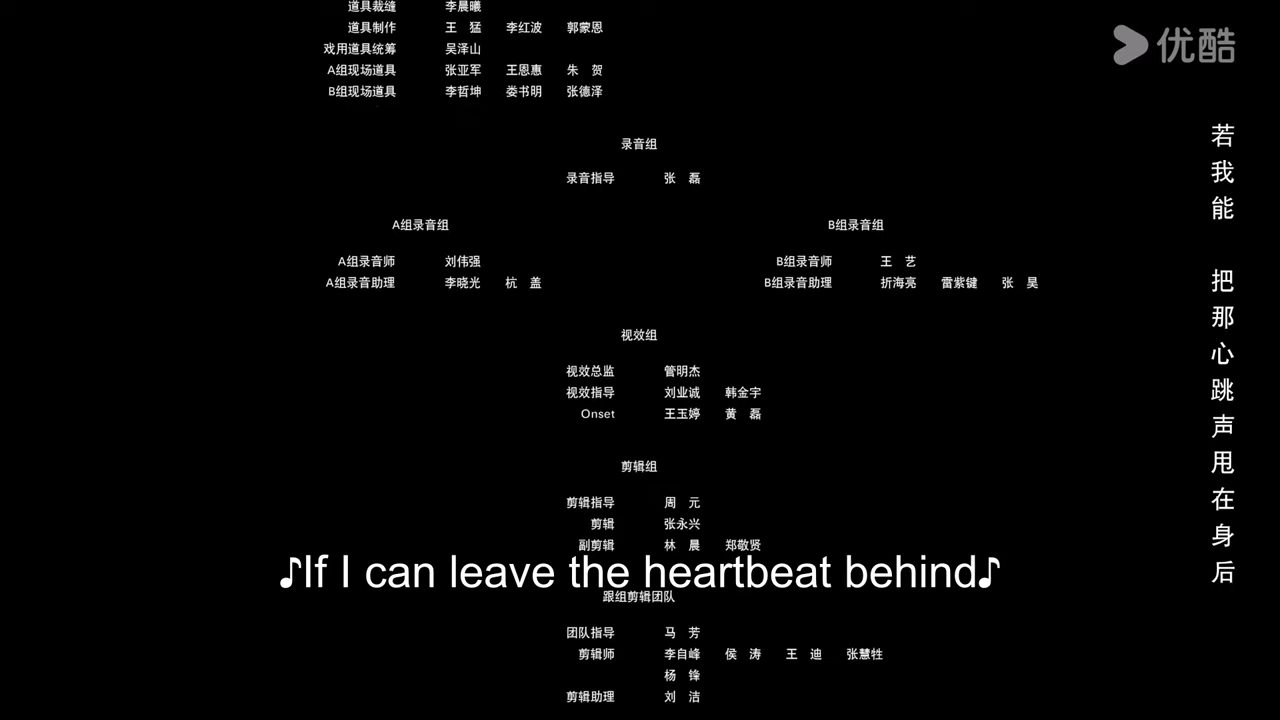 道具裁缝 李晨曦
道具制作 王 猛 李红波 郭蒙恩
戏用道具统筹 吴泽山
A组现场道具 张亚军 王恩惠 朱 贺
B组现场道具 李哲坤 娄书明 张德泽
优酷
录音组
录音指导 张 磊
A组录音组 B组录音组
A组录音师 刘伟强 B组录音师 王 艺
A组录音助理 李晓光 杭 盖 B组录音助理 折海亮 雷紫键 张 昊
视效组
视效总监 管明杰
视效指导 刘业诚 韩金宇
Onset 王玉婷 黄 磊
剪辑组
剪辑指导 周 元
剪辑 张永兴
副剪辑 林 晨 郑敬贤
♪If I can leave the heartbeat behind♪
跟组剪辑团队
团队指导 马 芳
剪辑师 李自峰 侯 涛 王 迪 张慧牲
杨 锋
剪辑助理 刘 洁
若我能 把那心跳声甩在身后